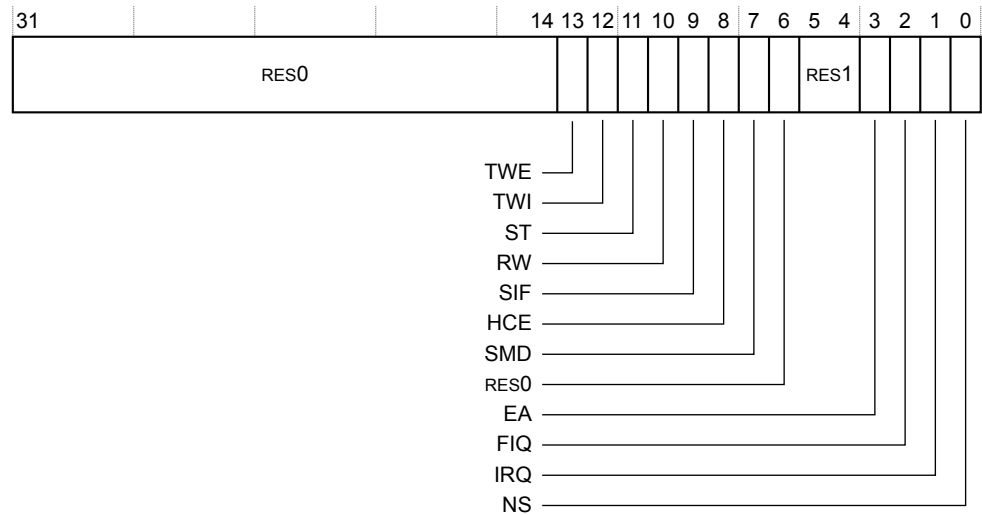 31 14 13 12 11 10 9 8 7 6 5 4 3 2 1 0
RES0 RES1
TWE
TWI
ST
RW
SIF
HCE
SMD
RES0
EA
FIQ
IRQ
NS